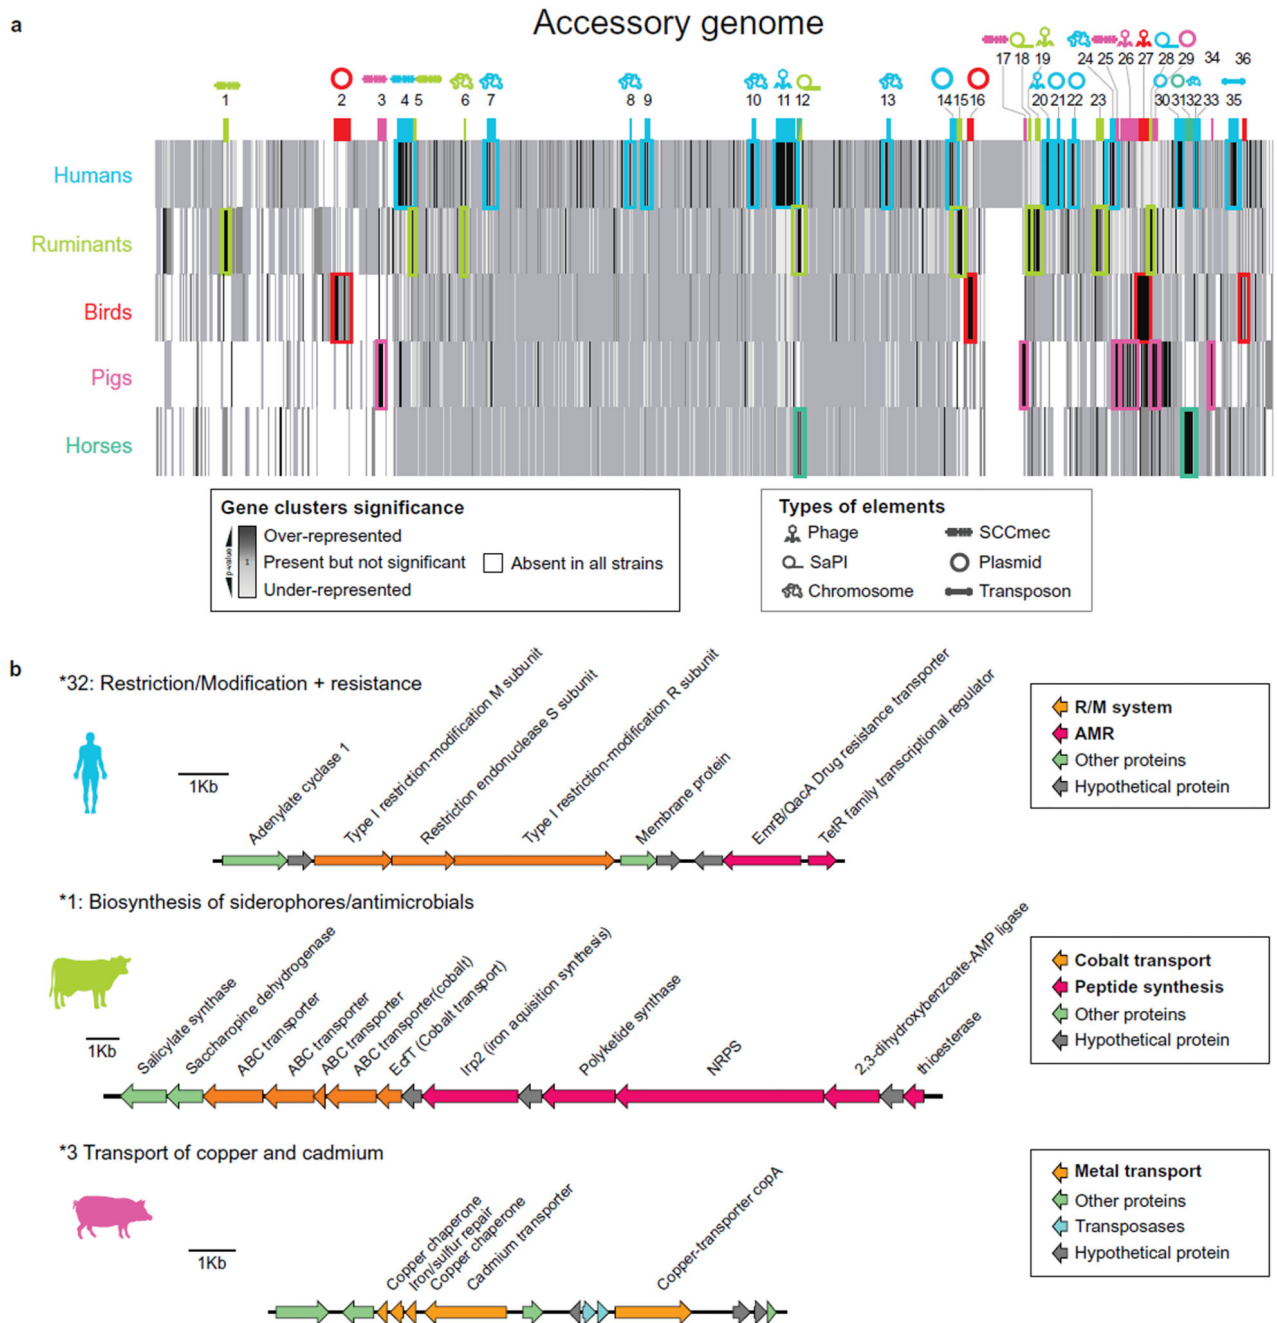 a
Accessory genome
17 18 19 24 25 26 27 28 29 34 36
1 2 3 4 5 6 7 8 9 10 11 12 13 14 15 16 20 21 22 23 30 31 32 33 35
Humans
Ruminants
Birds
Pigs
Horses
Gene clusters significance
p-value
1
Over-represented
Present but not significant
Under-represented
Absent in all strains
Types of elements
Phage
SCCmec
SaPI
Plasmid
Chromosome
Transposon
b
*32: Restriction/Modification + resistance
1Kb
Adenylate cyclase 1
Type I restriction-modification M subunit
Restriction endonuclease S subunit
Type I restriction-modification R subunit
Membrane protein
EmrB/QacA Drug resistance transporter
TetR family transcriptional regulator
R/M system
AMR
Other proteins
Hypothetical protein
*1: Biosynthesis of siderophores/antimicrobials
1Kb
Salicylate synthase
Saccharopine dehydrogenase
ABC transporter
ABC transporter
ABC transporter
ABC transporter(cobalt)
EcfT (Cobalt transport)
Irp2 (iron aquisition synthesis)
Polyketide synthase
NRPS
2,3-dihydroxybenzoate-AMP ligase
thioesterase
Cobalt transport
Peptide synthesis
Other proteins
Hypothetical protein
*3 Transport of copper and cadmium
1Kb
Copper chaperone
Iron/sulfur repair
Copper chaperone
Cadmium transporter
Copper-transporter copA
Metal transport
Other proteins
Transposases
Hypothetical protein